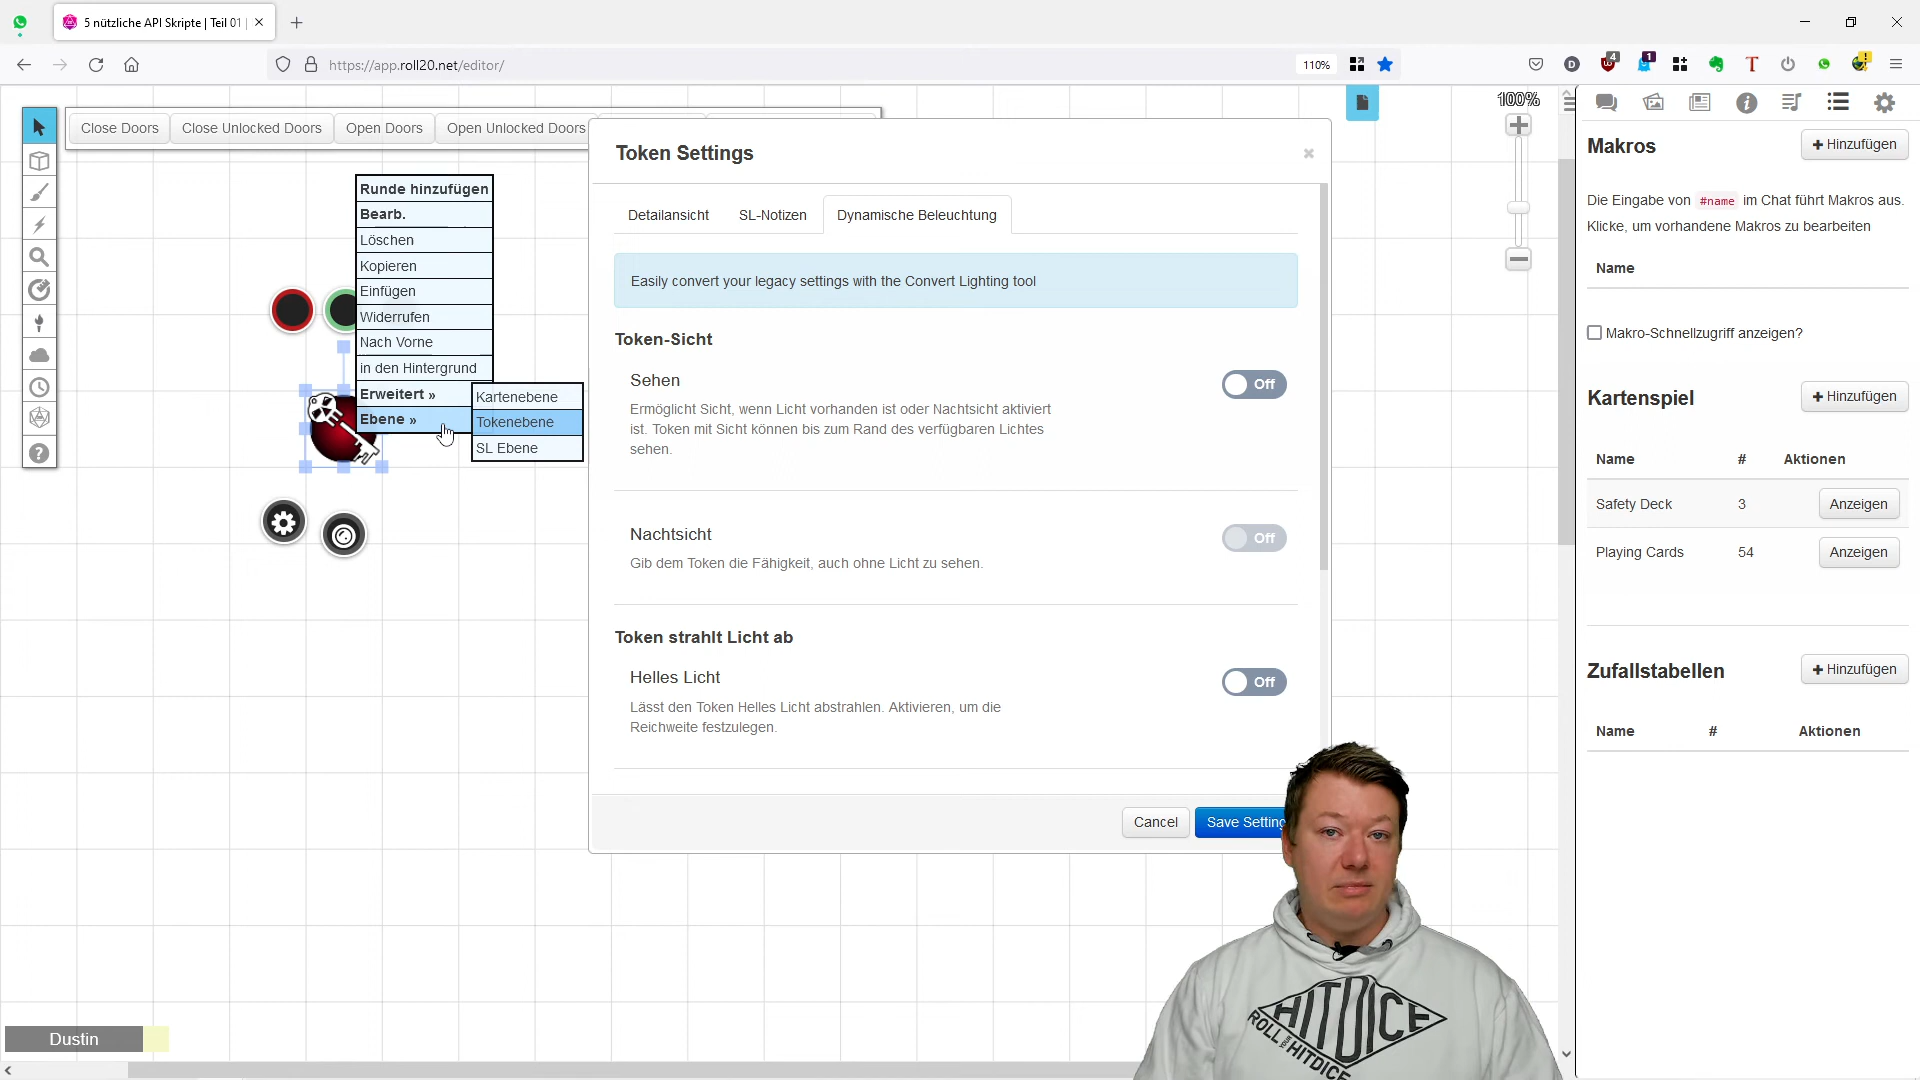 5 nützliche API Skripte | Teil 01 |
https://app.roll20.net/editor/
110%
4
1
D
T
!
Close Doors
Close Unlocked Doors
Open Doors
Open Unlocked Doors
100%
Runde hinzufügen
Bearb.
Löschen
Kopieren
Einfügen
Widerrufen
Nach Vorne
in den Hintergrund
Erweitert »
Ebene »
Kartenebene
Tokenebene
SL Ebene
Token Settings
×
Detailansicht
SL-Notizen
Dynamische Beleuchtung
Easily convert your legacy settings with the Convert Lighting tool
Token-Sicht
Sehen
Off
Ermöglicht Sicht, wenn Licht vorhanden ist oder Nachtsicht aktiviert
ist. Token mit Sicht können bis zum Rand des verfügbaren Lichtes
sehen.
Nachtsicht
Off
Gib dem Token die Fähigkeit, auch ohne Licht zu sehen.
Token strahlt Licht ab
Helles Licht
Off
Lässt den Token Helles Licht abstrahlen. Aktivieren, um die
Reichweite festzulegen.
Cancel
Save Setting
Makros
+ Hinzufügen
Die Eingabe von #name im Chat führt Makros aus.
Klicke, um vorhandene Makros zu bearbeiten
Name
Makro-Schnellzugriff anzeigen?
Kartenspiel
+ Hinzufügen
Name # Aktionen
Safety Deck 3 Anzeigen
Playing Cards 54 Anzeigen
Zufallstabellen
+ Hinzufügen
Name # Aktionen
Dustin
HITDICE
ROLL YOUR HITDICE